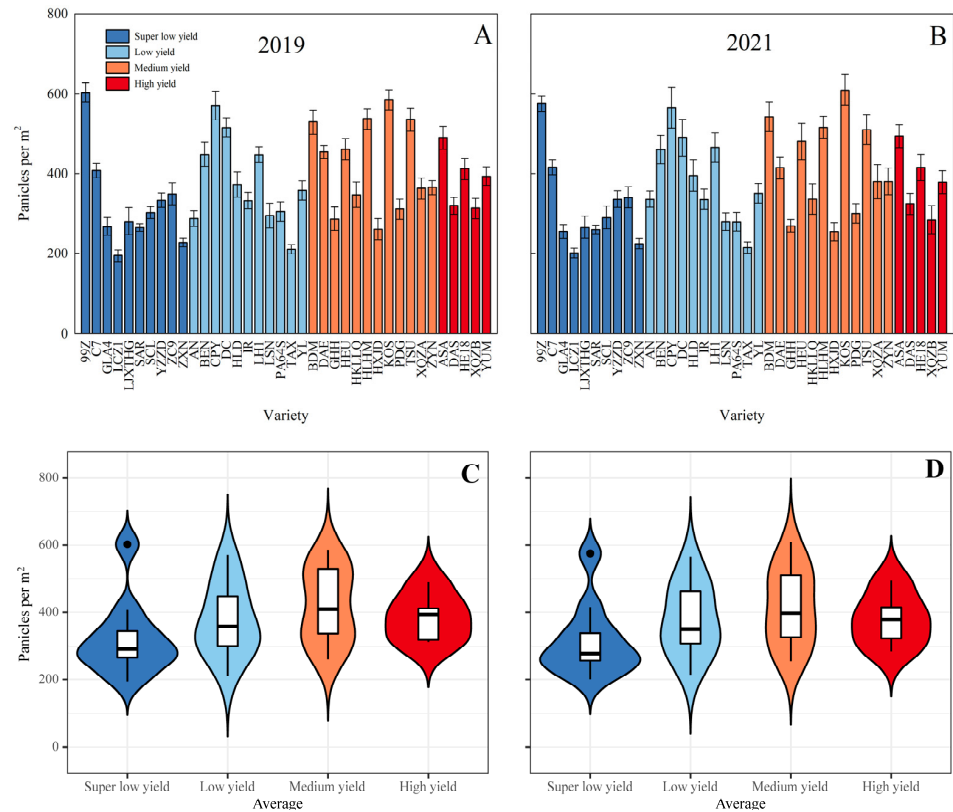 800
600
400
200
0
Panicles per m²
Super low yield
Low yield
Medium yield
High yield
2019
A
99Z C7 GLA4 LCZ1 LJXTHG SAR SCL YZZD ZC9 ZXN AN BEN CPY DC HLD IR LH1 LSN PA64S TAX YL BDM DAE GHH HEU HKLLQ HLHM HXJD KOS PDG TSU XQZA ZYN ASA DAS HE18 XQZB YUM
Variety
2021
B
99Z C7 GLA4 LCZ1 LJXTHG SAR SCL YZZD ZC9 ZXN AN BEN CPY DC HLD IR LH1 LSN PA64S TAX YL BDM DAE GHH HEU HKLLQ HLHM HXJD KOS PDG TSU XQZA ZYN ASA DAS HE18 XQZB YUM
Variety
800
600
400
200
0
Panicles per m²
C
Super low yield Low yield Medium yield High yield
Average
D
Super low yield Low yield Medium yield High yield
Average